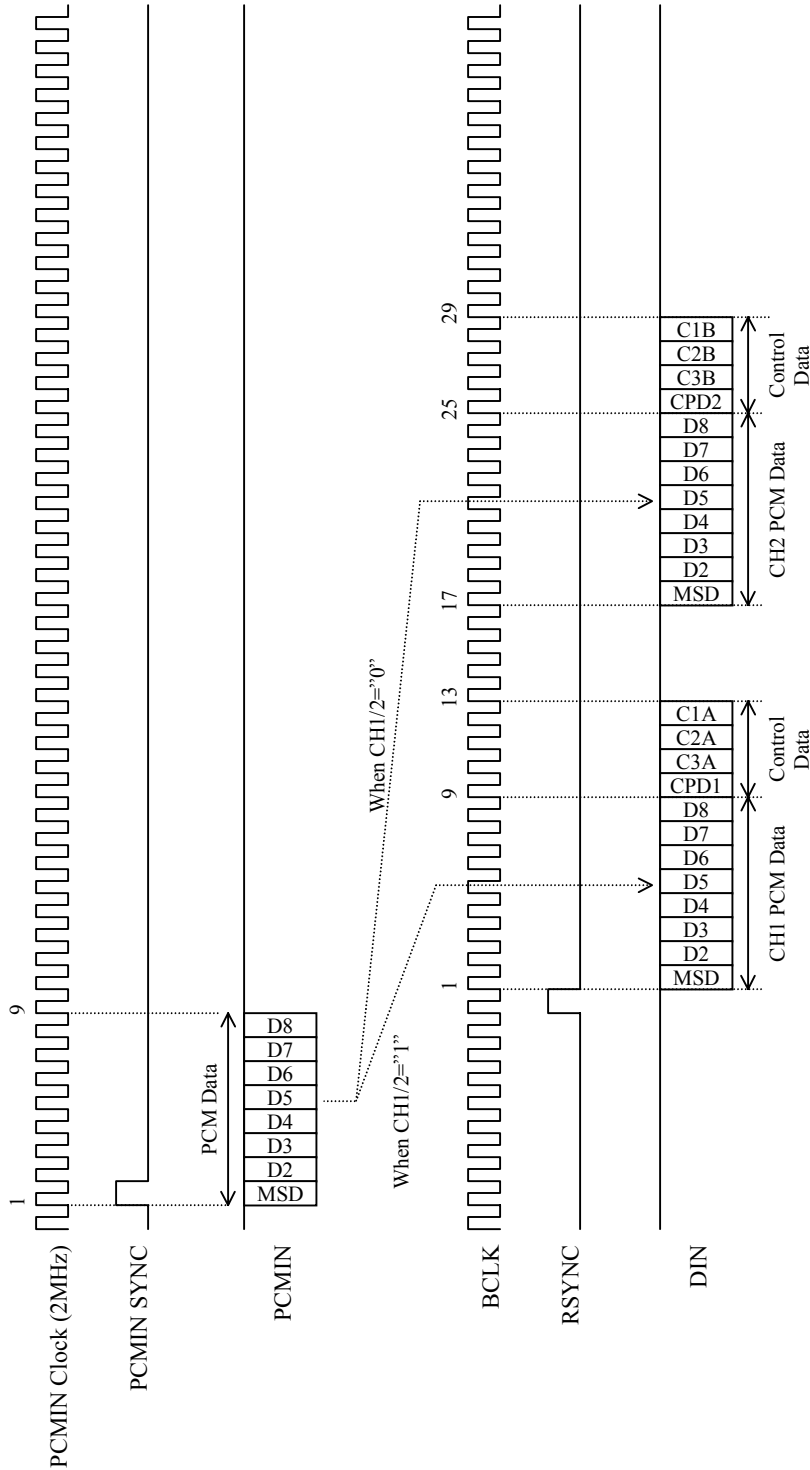 PCMIN Clock (2MHz)
1
9
PCMIN SYNC
PCM Data
PCMIN
MSD
D2
D3
D4
D5
D6
D7
D8
When CH1/2=”1”
When CH1/2=”0”
BCLK
1
9
13
17
25
29
RSYNC
DIN
MSD
D2
D3
D4
D5
D6
D7
D8
CPD1
C3A
C2A
C1A
MSD
D2
D3
D4
D5
D6
D7
D8
CPD2
C3B
C2B
C1B
CH1 PCM Data
Control
Data
CH2 PCM Data
Control
Data